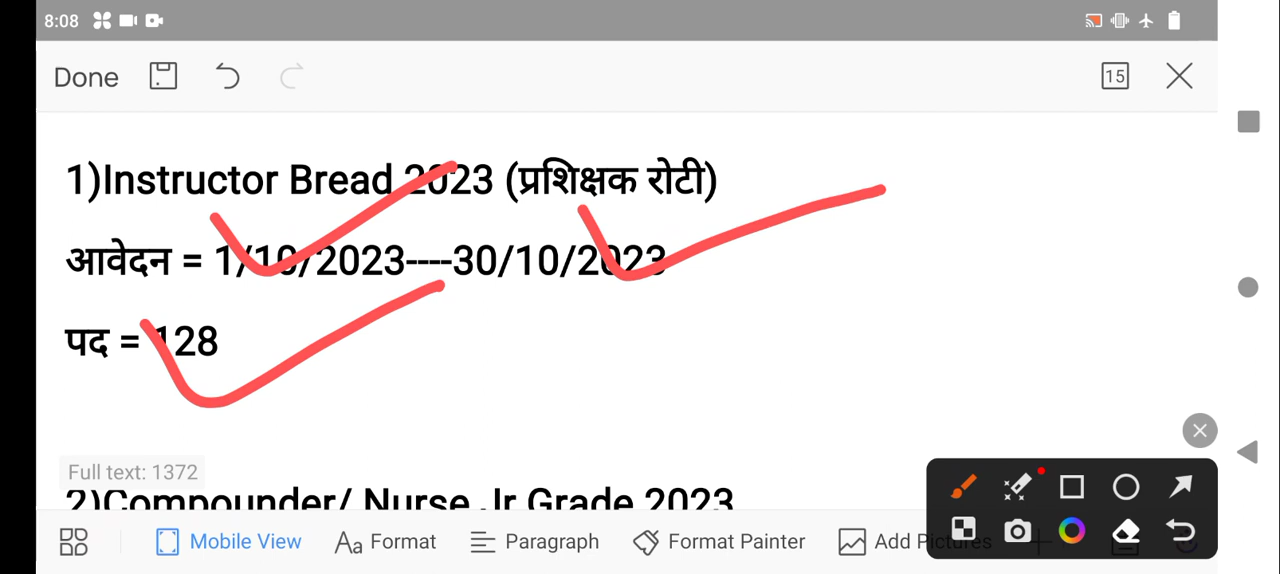 8:08
Done
15
1)Instructor Bread 2023 (प्रशिक्षक रोटी)
आवेदन = 1/10/2023----30/10/2023
पद = 128
Full text: 1372
2)Compounder/ Nurse Jr Grade 2023
Mobile View
Aa Format
Paragraph
Format Painter
Add Pictures